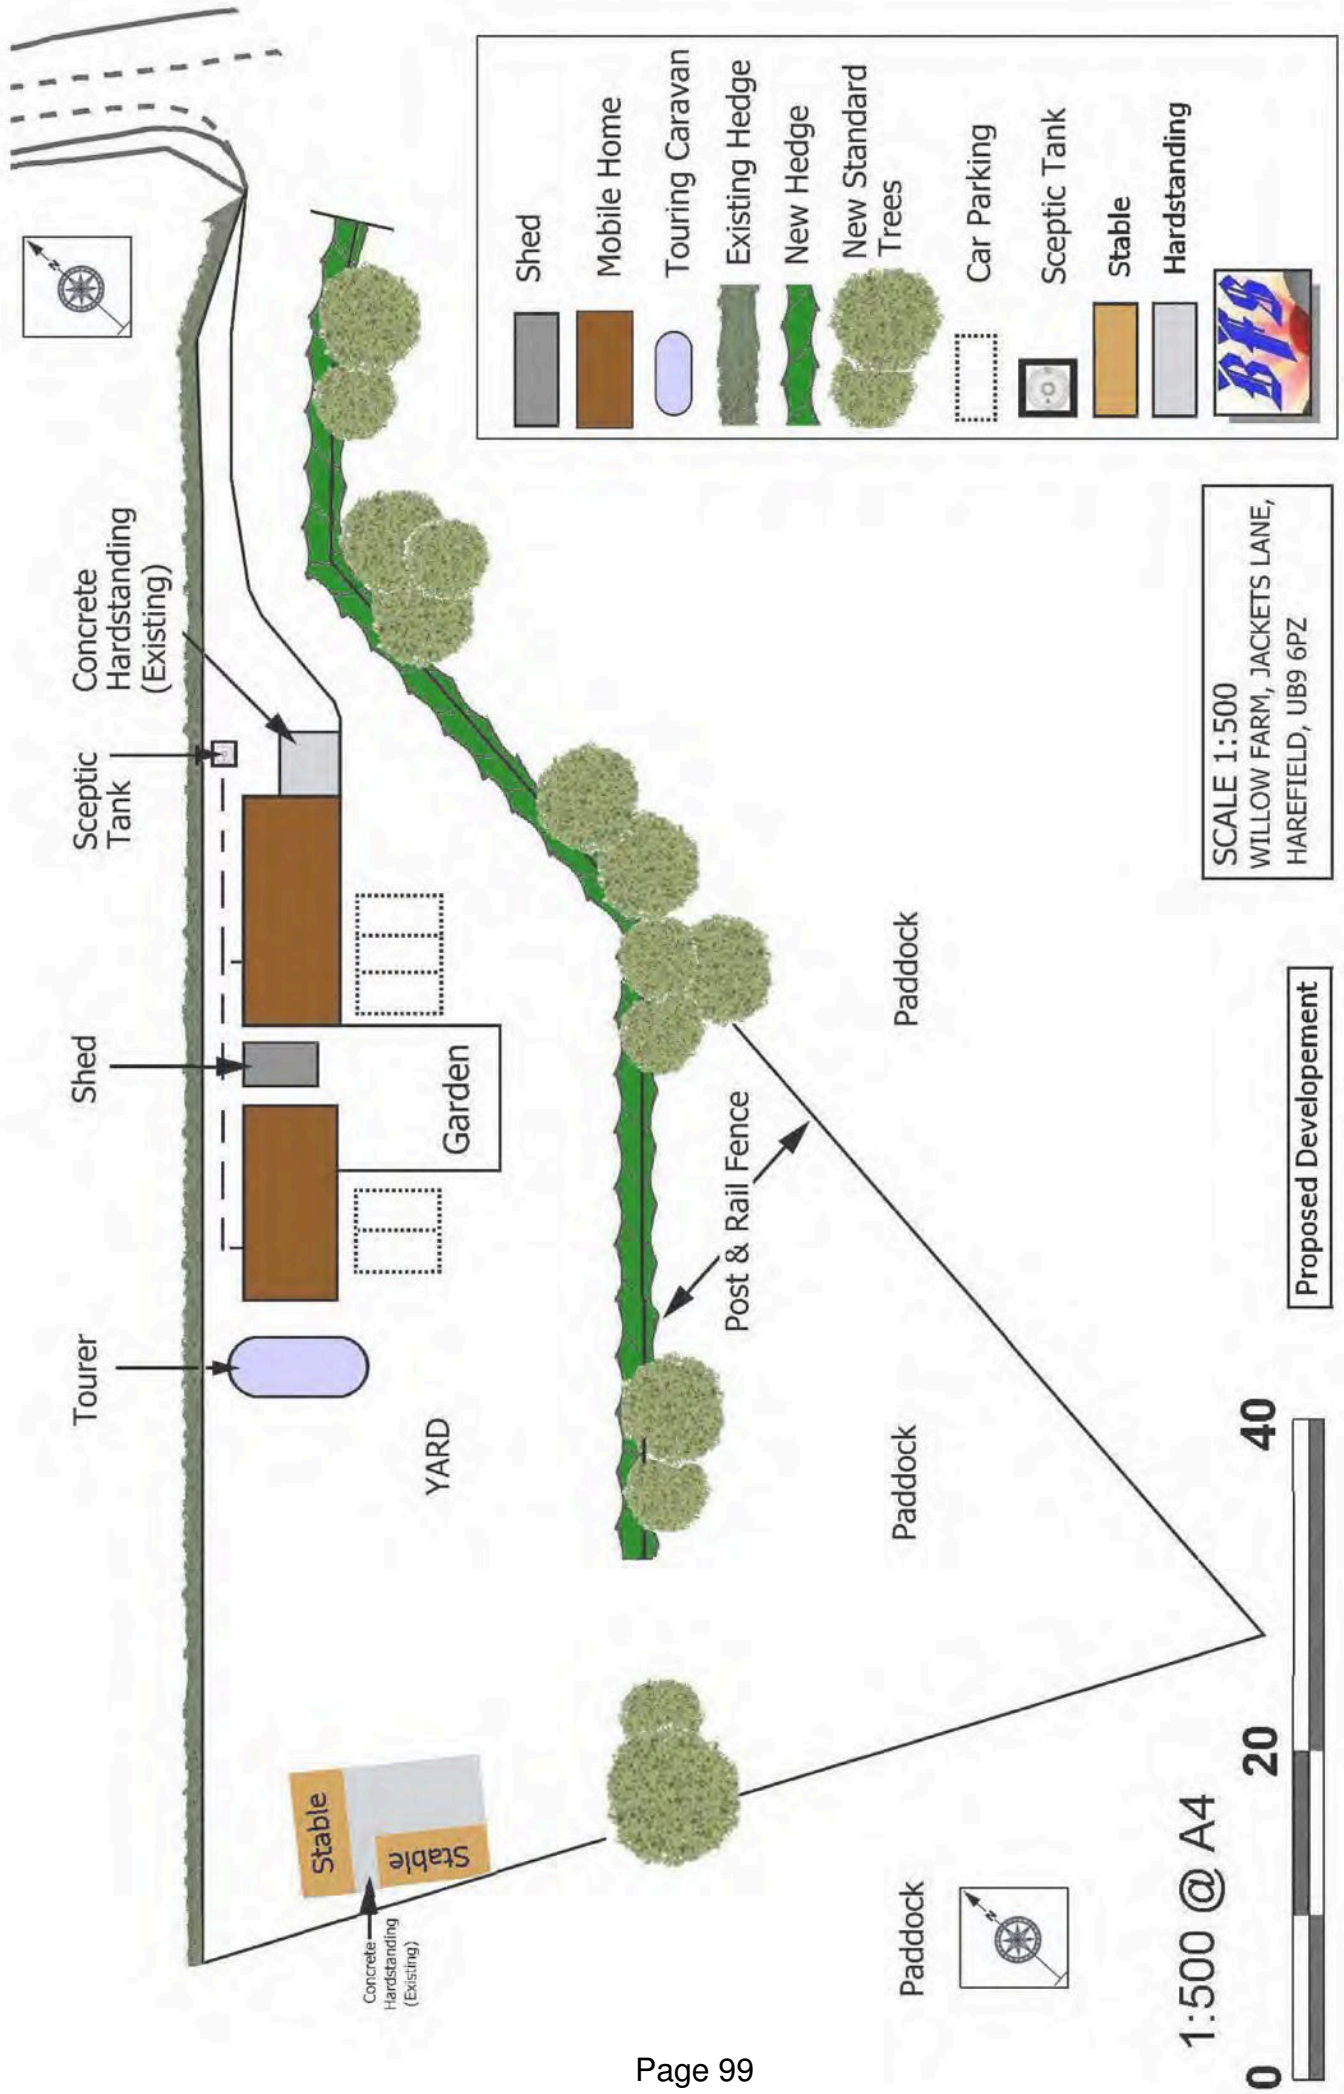 Sceptic
Tank
Concrete
Hardstanding
(Existing)
Shed
Tourer
Garden
YARD
Stable
Stable
Concrete
Hardstanding
(Existing)
Post & Rail Fence
Paddock
Paddock
Paddock
N
N
Shed
Mobile Home
Touring Caravan
Existing Hedge
New Hedge
New Standard
Trees
Car Parking
Sceptic Tank
Stable
Hardstanding
SCALE 1:500
WILLOW FARM, JACKETS LANE,
HAREFIELD, UB9 6PZ
Proposed Developement
1:500 @ A4
0
20
40
Page 99